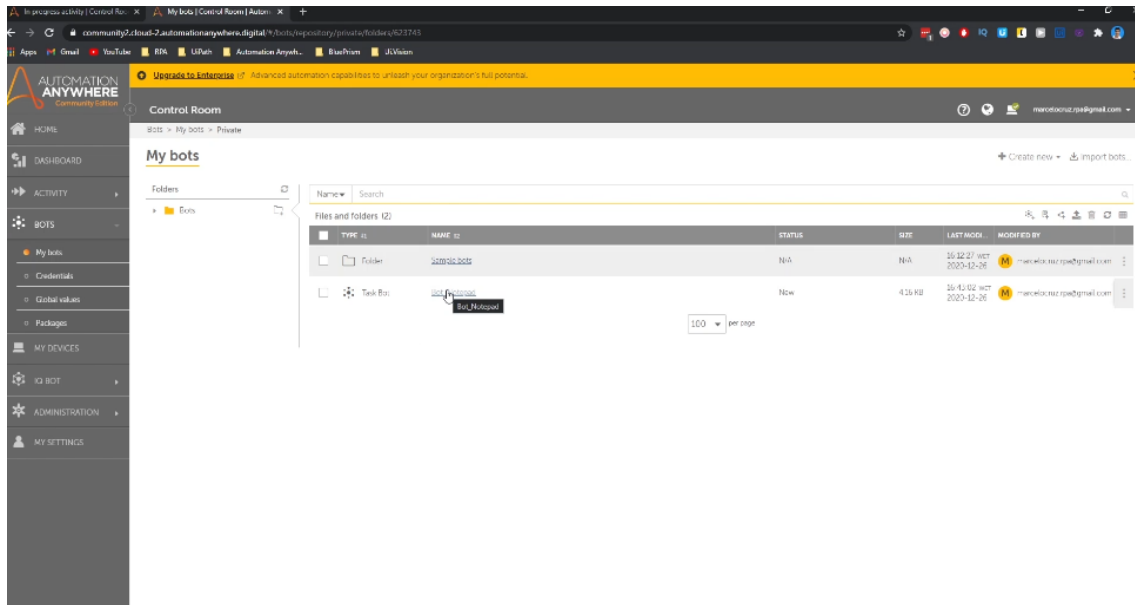 In progress activity | Control Ro
My bots | Control Room | Autom
community2.cloud-2.automationanywhere.digital/#/bots/repository/private/folders/623743
Apps Gmail YouTube RPA UiPath Automation Anywh... BluePrism JLVision
AUTOMATION
ANYWHERE
Community Edition
Upgrade to Enterprise Advanced automation capabilities to unleash your organization's full potential.
Control Room
marcelocruz.rpa@gmail.com
HOME
DASHBOARD
ACTIVITY
BOTS
My bots
Credentials
Global values
Packages
MY DEVICES
IQ BOT
ADMINISTRATION
MY SETTINGS
Bots > My bots > Private
My bots
Create new
Import bots...
Folders
Bots
Name Search
Files and folders (2)
TYPE NAME STATUS SIZE LAST MODI... MODIFIED BY
Folder Sample bots N/A N/A 16:12:27 WET marcelocruz.rpa@gmail.com
2020-12-26
Task Bot Bot_Notepad New 4.16 KB 16:43:02 WET marcelocruz.rpa@gmail.com
2020-12-26
Bot_Notepad
100 per page